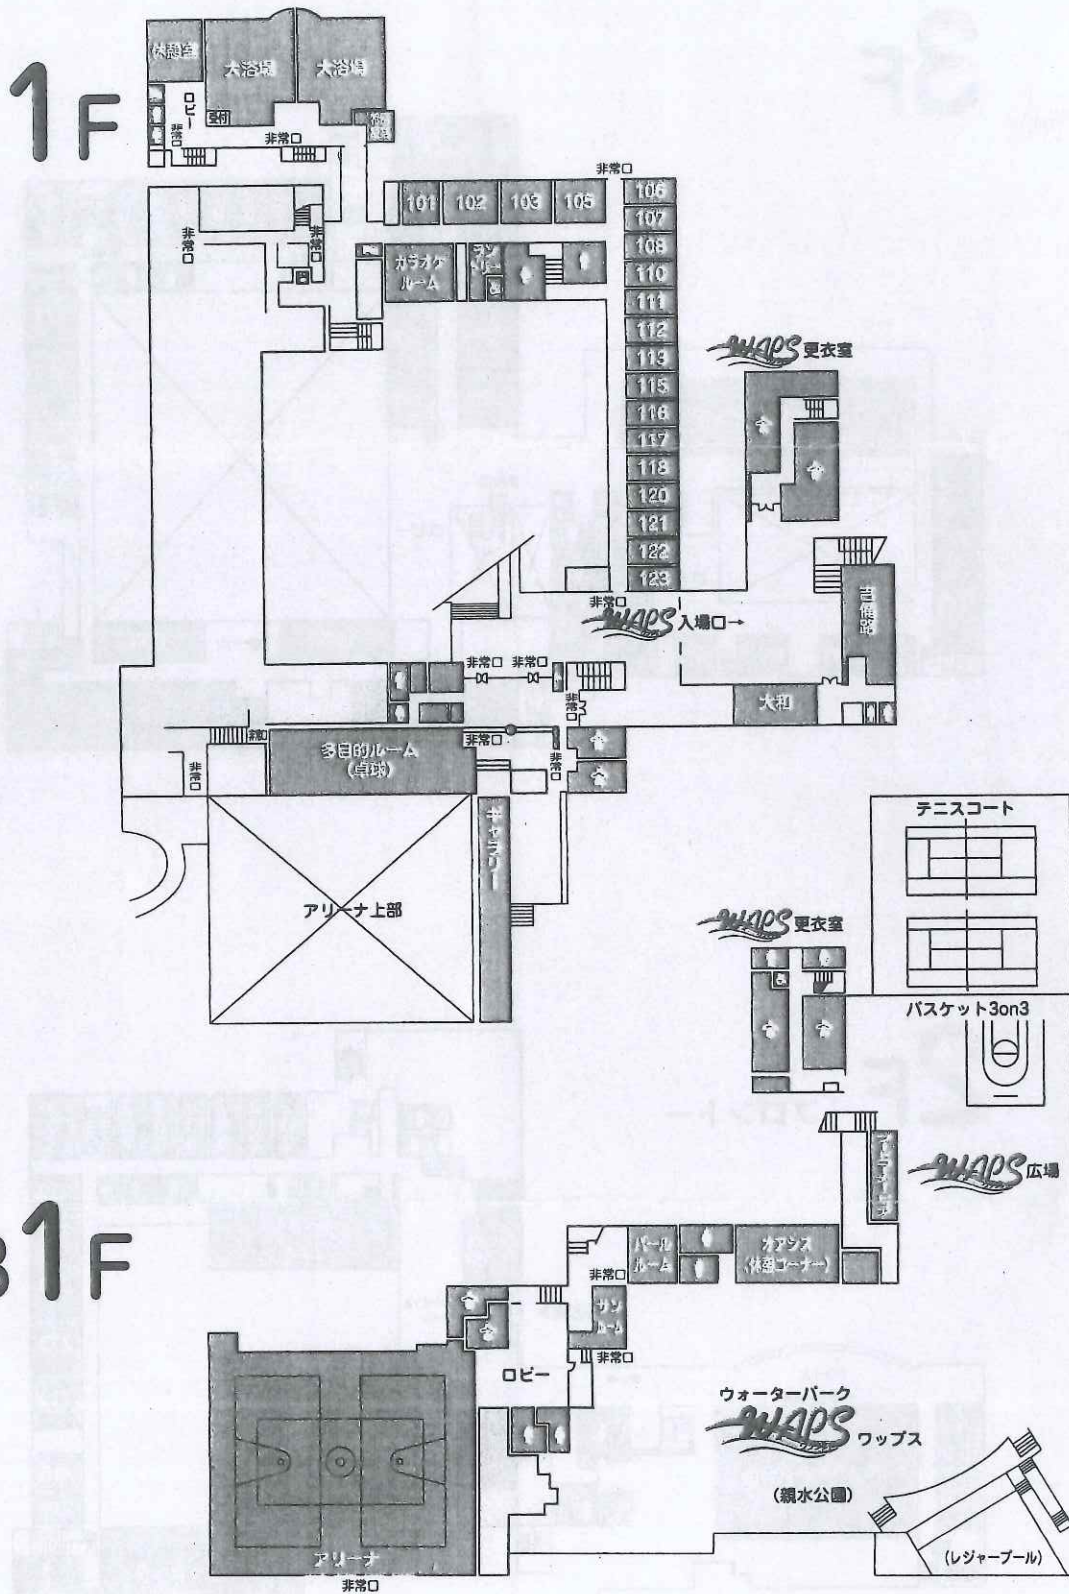 1F
休憩室
大浴場
大浴場
ロビー
受付
非常口
非常口
非常口
101
102
103
105
106
107
108
110
111
112
113
115
116
117
118
120
121
122
123
非常口
非常口
カラオケ
ルーム
WAPS 更衣室
非常口
WAPS 入場口→
吉備路
大和
非常口
非常口
非常口
非常口
非常口
非常口
多目的ルーム
(卓球)
ギャラリー
アリーナ上部
テニスコート
WAPS 更衣室
バスケット3on3
B1F
WAPS 広場
パール
ルーム
オアシス
(休憩コーナー)
非常口
サン
ルーム
非常口
ロビー
ウォーターパーク
WAPS ワップス
(親水公園)
(レジャープール)
アリーナ
非常口